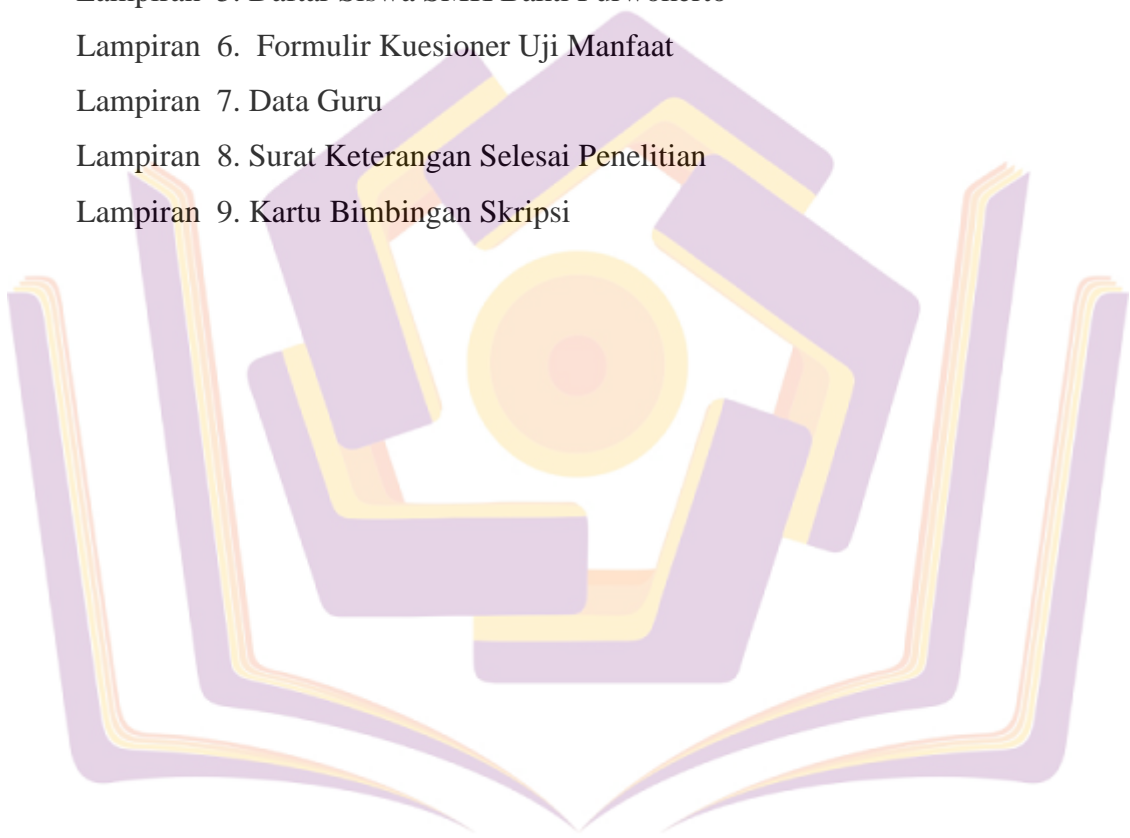 Lampiran 6. Formulir Kuesioner Uji Manfaat
Lampiran 7. Data Guru
Lampiran 8. Surat Keterangan Selesai Penelitian
Lampiran 9. Kartu Bimbingan Skripsi